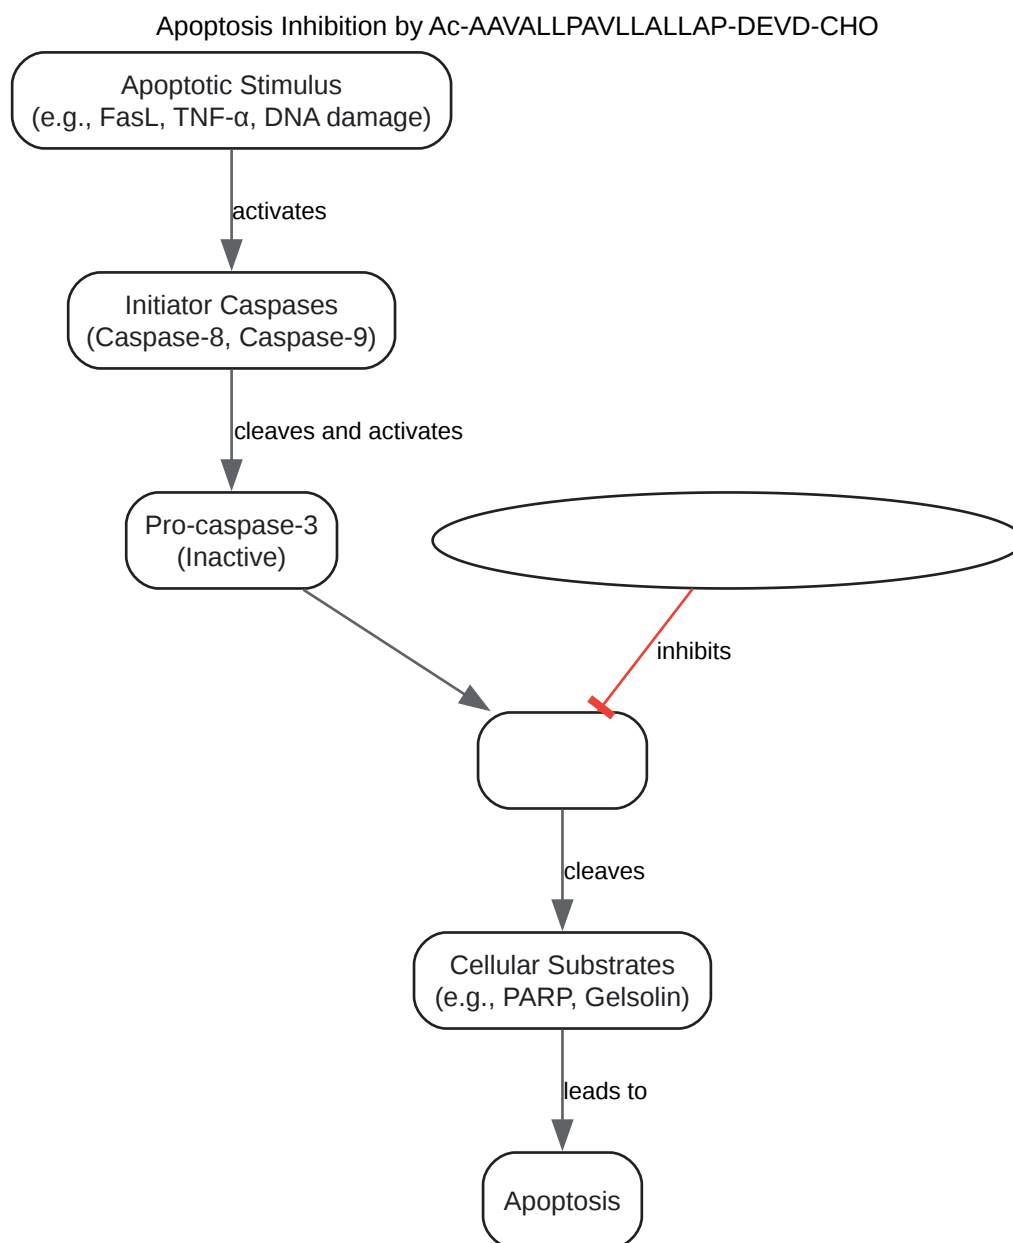 Apoptosis Inhibition by Ac-AAVALLPAVLLALLAP-DEVD-CHO
Apoptotic Stimulus
(e.g., FasL, TNF-α, DNA damage)
activates
Initiator Caspases
(Caspase-8, Caspase-9)
cleaves and activates
Pro-caspase-3
(Inactive)
inhibits
cleaves
Cellular Substrates
(e.g., PARP, Gelsolin)
leads to
Apoptosis